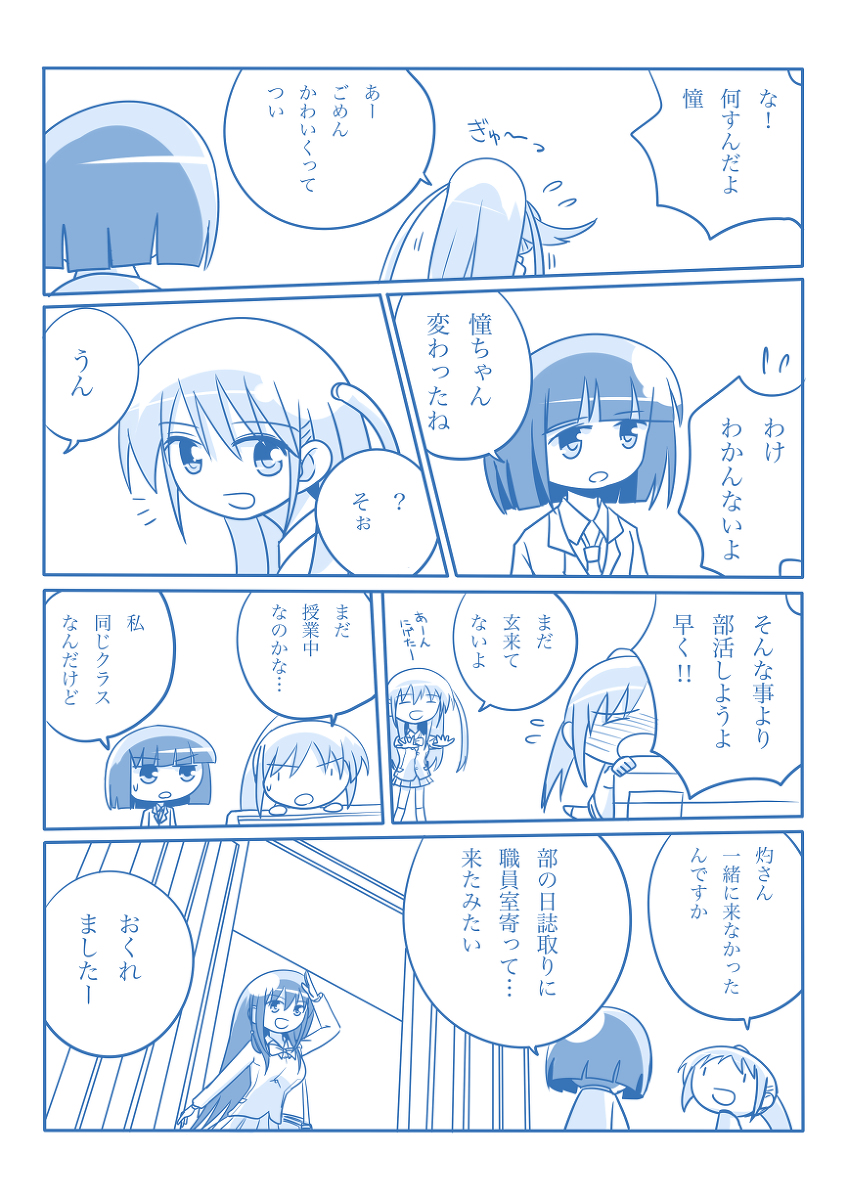 な！
何すんだよ
憧
ぎゅ～っ
あー
ごめん
かわいくって
つい
わけ
わかんないよ
憧ちゃん
変わったね
？
そぉ
うん
そんな事より
部活しようよ
早く!!
まだ
玄来て
ないよ
あーん
にげたー
まだ
授業中
なのかな…
私
同じクラス
なんだけど
灼さん
一緒に来なかった
んですか
部の日誌取りに
職員室寄って…
来たみたい
おくれ
ましたー